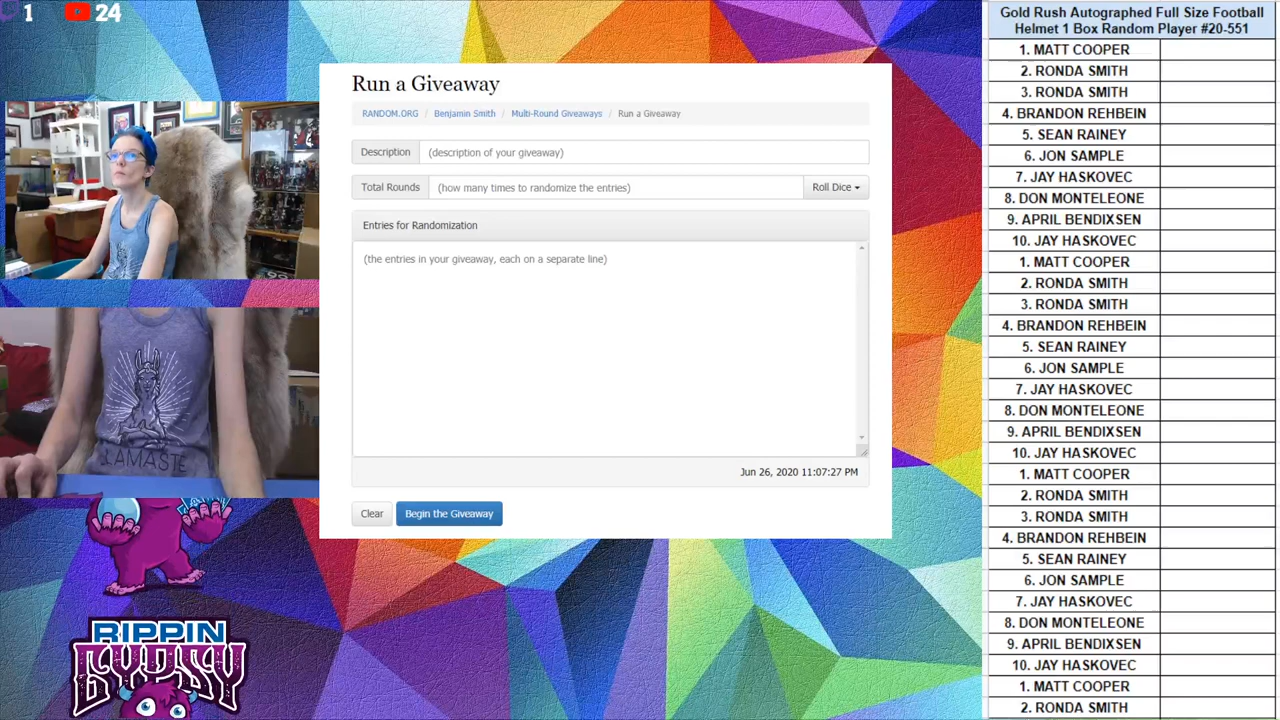 1
24
Run a Giveaway
RANDOM.ORG / Benjamin Smith / Multi-Round Giveaways / Run a Giveaway
Description (description of your giveaway)
Total Rounds (how many times to randomize the entries) Roll Dice
Entries for Randomization
(the entries in your giveaway, each on a separate line)
Jun 26, 2020 11:07:27 PM
Clear Begin the Giveaway
LLAMASTE
RIPPIN
GYPSY
Gold Rush Autographed Full Size Football
Helmet 1 Box Random Player #20-551
1. MATT COOPER
2. RONDA SMITH
3. RONDA SMITH
4. BRANDON REHBEIN
5. SEAN RAINEY
6. JON SAMPLE
7. JAY HASKOVEC
8. DON MONTELEONE
9. APRIL BENDIXSEN
10. JAY HASKOVEC
1. MATT COOPER
2. RONDA SMITH
3. RONDA SMITH
4. BRANDON REHBEIN
5. SEAN RAINEY
6. JON SAMPLE
7. JAY HASKOVEC
8. DON MONTELEONE
9. APRIL BENDIXSEN
10. JAY HASKOVEC
1. MATT COOPER
2. RONDA SMITH
3. RONDA SMITH
4. BRANDON REHBEIN
5. SEAN RAINEY
6. JON SAMPLE
7. JAY HASKOVEC
8. DON MONTELEONE
9. APRIL BENDIXSEN
10. JAY HASKOVEC
1. MATT COOPER
2. RONDA SMITH